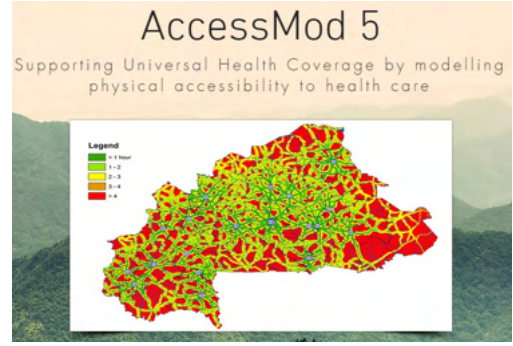 AccessMod 5
Supporting Universal Health Coverage by modelling
physical accessibility to health care
Legend
< 1 hour
1 - 2
2 - 3
3 - 4
> 4